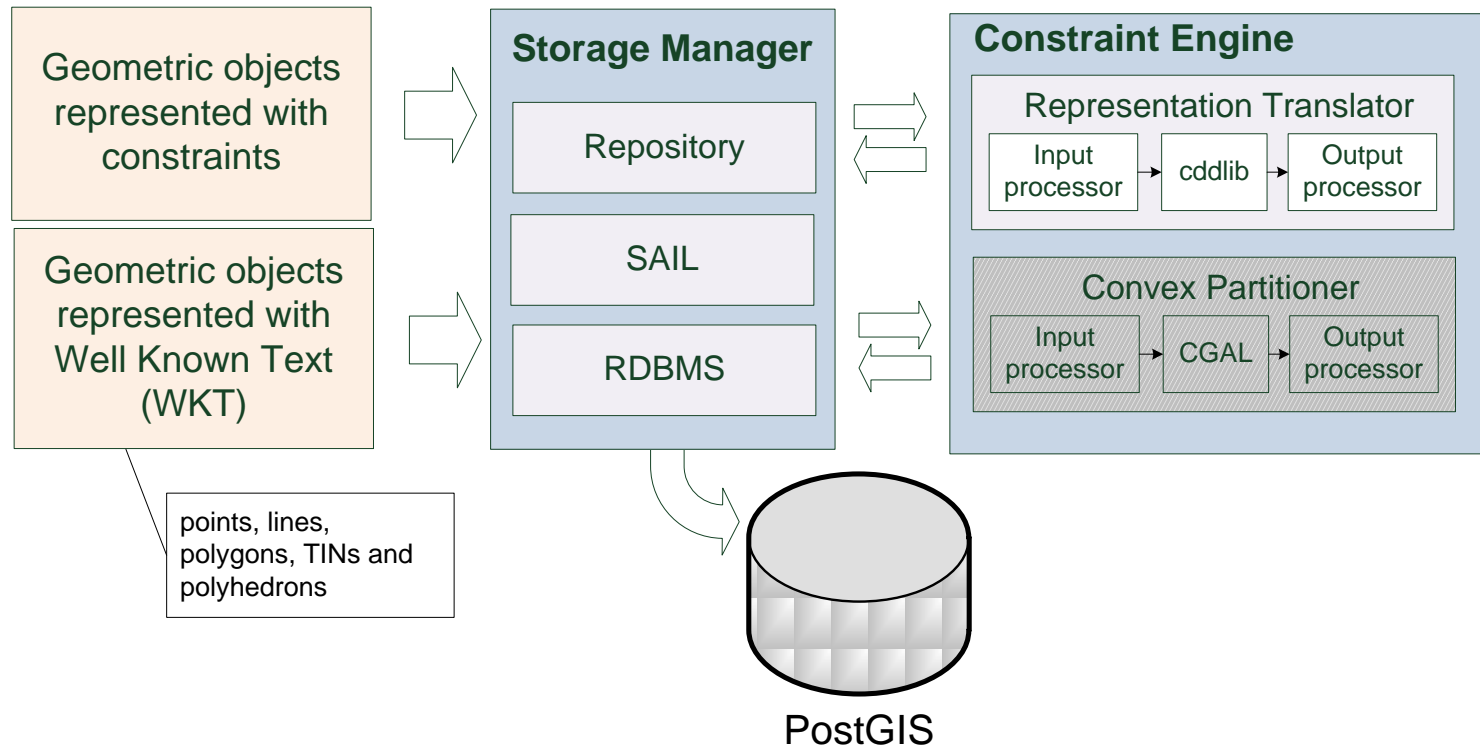 Geometric objects
represented with
constraints
Geometric objects
represented with
Well Known Text
(WKT)
points, lines,
polygons, TINs and
polyhedrons
Storage Manager
Repository
SAIL
RDBMS
PostGIS
Constraint Engine
Representation Translator
Input
processor
cddlib
Output
processor
Convex Partitioner
Input
processor
CGAL
Output
processor